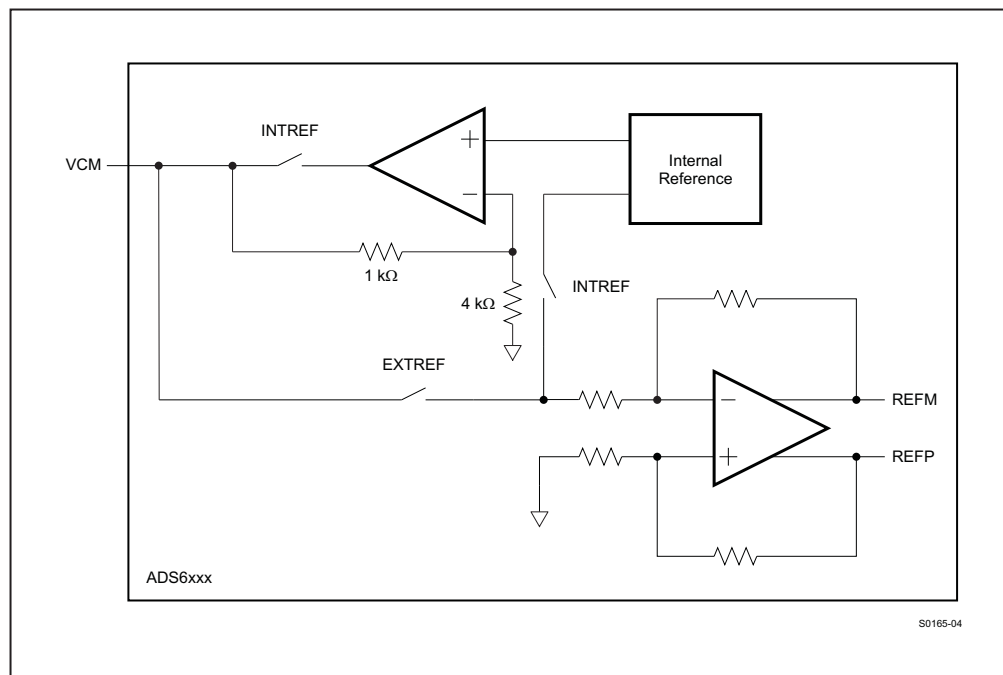 INTREF
VCM
+
−
Internal
Reference
1 kΩ
4 kΩ
INTREF
EXTREF
−
REFM
+
REFP
ADS6xxx
S0165-04